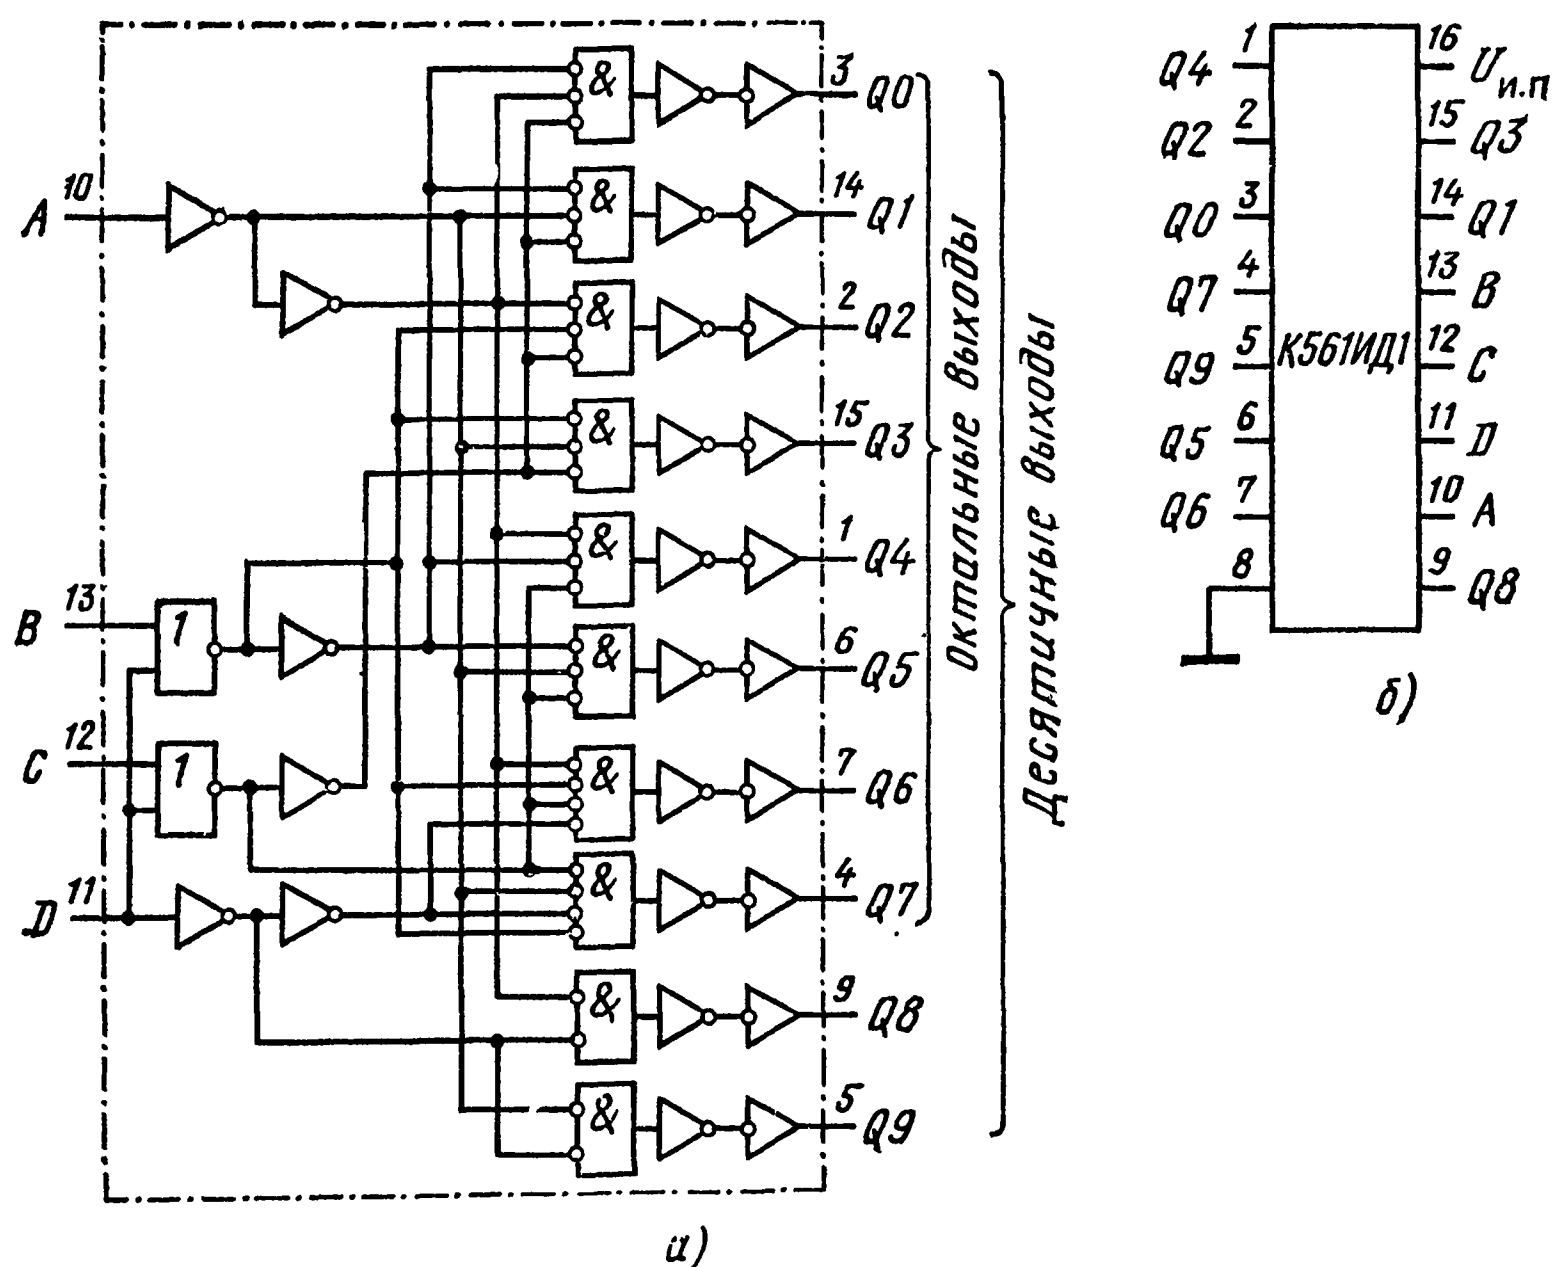 A 10
B 13
C 12
D 11
1
1
& 3 Q0
& 14 Q1
& 2 Q2
& 15 Q3
& 1 Q4
& 6 Q5
& 7 Q6
& 4 Q7
& 9 Q8
& 5 Q9
Октальные выходы
Десятичные выходы
а)
Q4 1
Q2 2
Q0 3
Q7 4
Q9 5
Q5 6
Q6 7
8
К561ИД1
16 Uи.п
15 Q3
14 Q1
13 B
12 C
11 D
10 A
9 Q8
б)